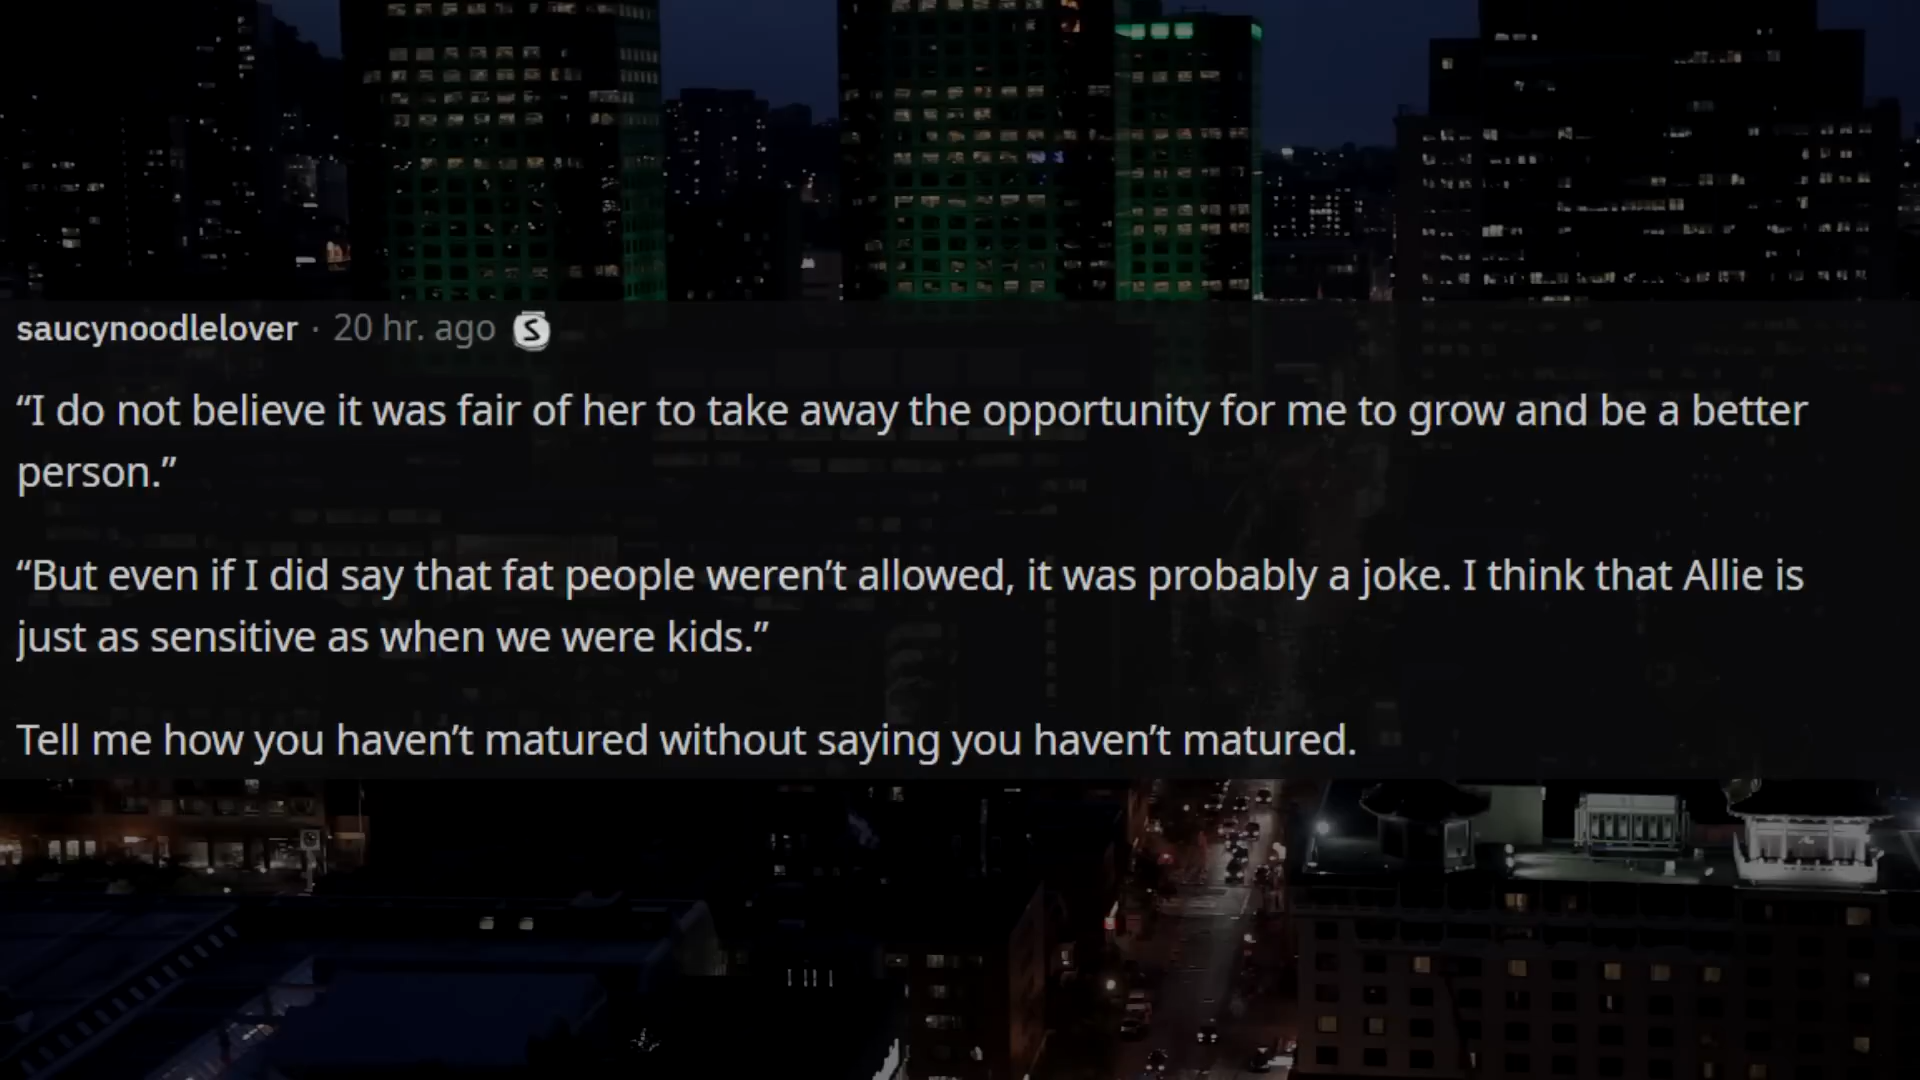 saucynoodlelover · 20 hr. ago
“I do not believe it was fair of her to take away the opportunity for me to grow and be a better
person.”
“But even if I did say that fat people weren’t allowed, it was probably a joke. I think that Allie is
just as sensitive as when we were kids.”
Tell me how you haven’t matured without saying you haven’t matured.